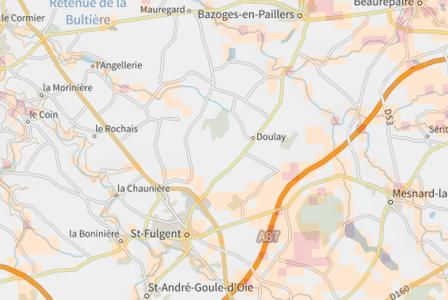 Retenue de la
Bultière
Mauregard
Bazoges-en-Paillers
Beaurepaire
le Cormier
l'Angellerie
la Morinière
le Coin
le Rochais
Doulay
D53
la Chaunière
Mesnard-la-
la Boninière
St-Fulgent
A87
D160
St-André-Goule-d'Oie